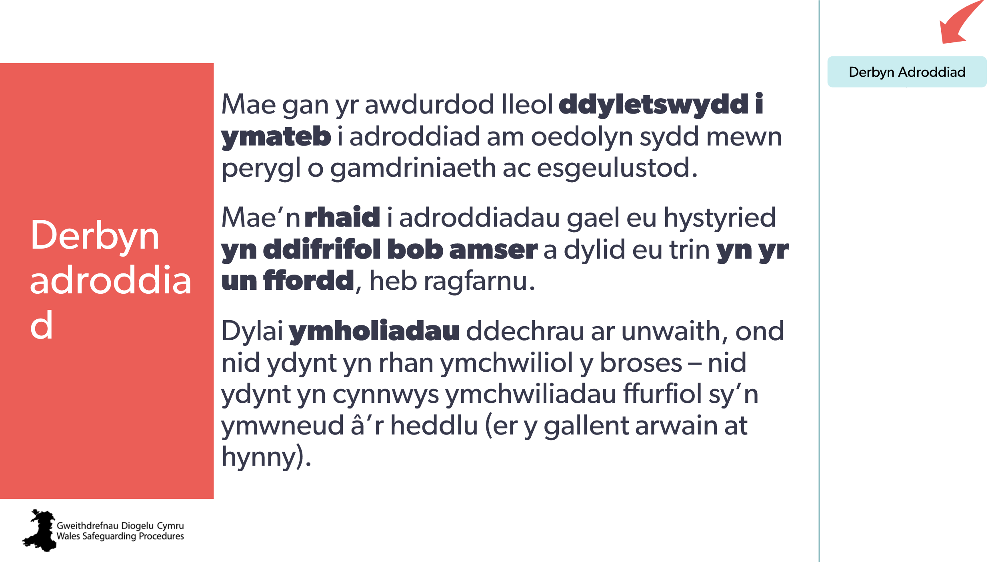 Derbyn
adroddia
d
Mae gan yr awdurdod lleol ddyletswydd i
ymateb i adroddiad am oedolyn sydd mewn
perygl o gamdriniaeth ac esgeulustod.
Mae’n rhaid i adroddiadau gael eu hystyried
yn ddifrifol bob amser a dylid eu trin yn yr
un ffordd, heb ragfarnu.
Dylai ymholiadau ddechrau ar unwaith, ond
nid ydynt yn rhan ymchwiliol y broses – nid
ydynt yn cynnwys ymchwiliadau ffurfiol sy’n
ymwneud â’r heddlu (er y gallent arwain at
hynny).
Derbyn Adroddiad
Gweithdrefnau Diogelu Cymru
Wales Safeguarding Procedures